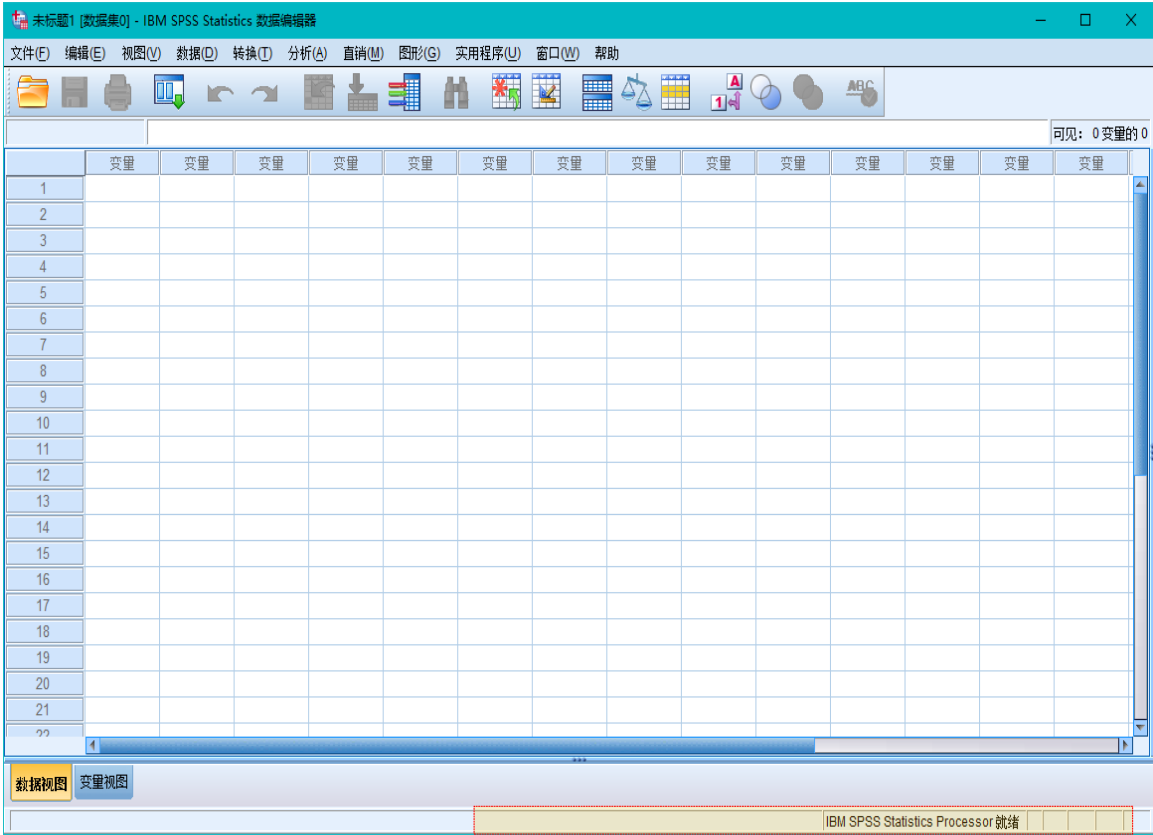 未标题1 [数据集0] - IBM SPSS Statistics 数据编辑器
文件(F) 编辑(E) 视图(V) 数据(D) 转换(T) 分析(A) 直销(M) 图形(G) 实用程序(U) 窗口(W) 帮助
A
1
ABC
可见: 0变量的 0
变量 变量 变量 变量 变量 变量 变量 变量 变量 变量 变量 变量 变量 变量
1
2
3
4
5
6
7
8
9
10
11
12
13
14
15
16
17
18
19
20
21
22
数据视图 变量视图
IBM SPSS Statistics Processor 就绪